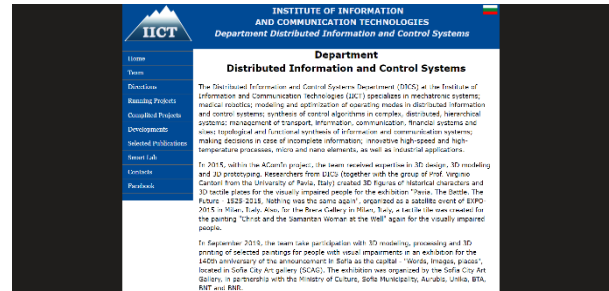 IICT
INSTITUTE OF INFORMATION
AND COMMUNICATION TECHNOLOGIES
Department Distributed Information and Control Systems
Home
Team
Directions
Running Projects
Complited Projects
Developments
Selected Publications
Smart Lab
Contacts
Facebook
Department
Distributed Information and Control Systems
The Distributed Information and Control Systems Department (DICS) at the Institute of
Information and Communication Technologies (IICT) specializes in mechatronic systems;
medical robotics; modeling and optimization of operating modes in distributed information
and control systems; synthesis of control algorithms in complex, distributed, hierarchical
systems; management of transport, information, communication, financial systems and
sites; topological and functional synthesis of information and communication systems;
making decisions in case of incomplete information; innovative high-speed and high-
temperature processes, micro and nano elements, as well as industrial applications.
In 2015, within the AComIn project, the team received expertise in 3D design, 3D modeling
and 3D prototyping. Researchers from DICS (together with the group of Prof. Virginio
Cantoni from the University of Pavia, Italy) created 3D figures of historical characters and
3D tactile plates for the visually impaired people for the exhibition "Pavia. The Battle. The
Future - 1525-2015, Nothing was the same again", organized as a satellite event of EXPO
2015 in Milan, Italy. Also, for the Brera Gallery in Milan, Italy, a tactile tile was created for
the painting "Christ and the Samaritan Woman at the Well" again for the visually impaired
people.
In September 2019, the team take participation with 3D modeling, processing and 3D
printing of selected paintings for people with visual impairments in an exhibition for the
140th anniversary of the announcement in Sofia as the capital - "Words, Images, places",
located in Sofia City Art gallery (SCAG). The exhibition was organized by the Sofia City Art
Gallery, in partnership with the Ministry of Culture, Sofia Municipality, Aurubis, Unika, BTA,
BNT and BNR.